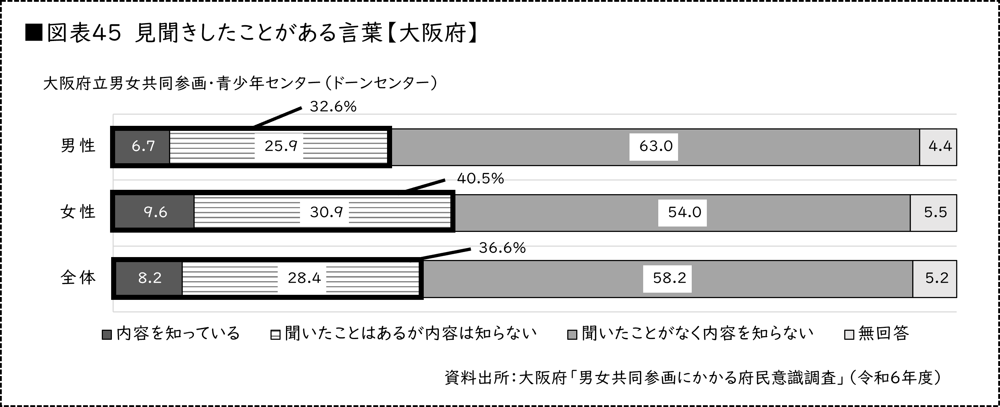 ■図表45 見聞きしたことがある言葉【大阪府】
大阪府立男女共同参画・青少年センター(ドーンセンター)
32.6%
男性 6.7 25.9 63.0 4.4
40.5%
女性 9.6 30.9 54.0 5.5
36.6%
全体 8.2 28.4 58.2 5.2
内容を知っている 聞いたことはあるが内容は知らない 聞いたことがなく内容を知らない 無回答
資料出所:大阪府「男女共同参画にかかる府民意識調査」(令和6年度)